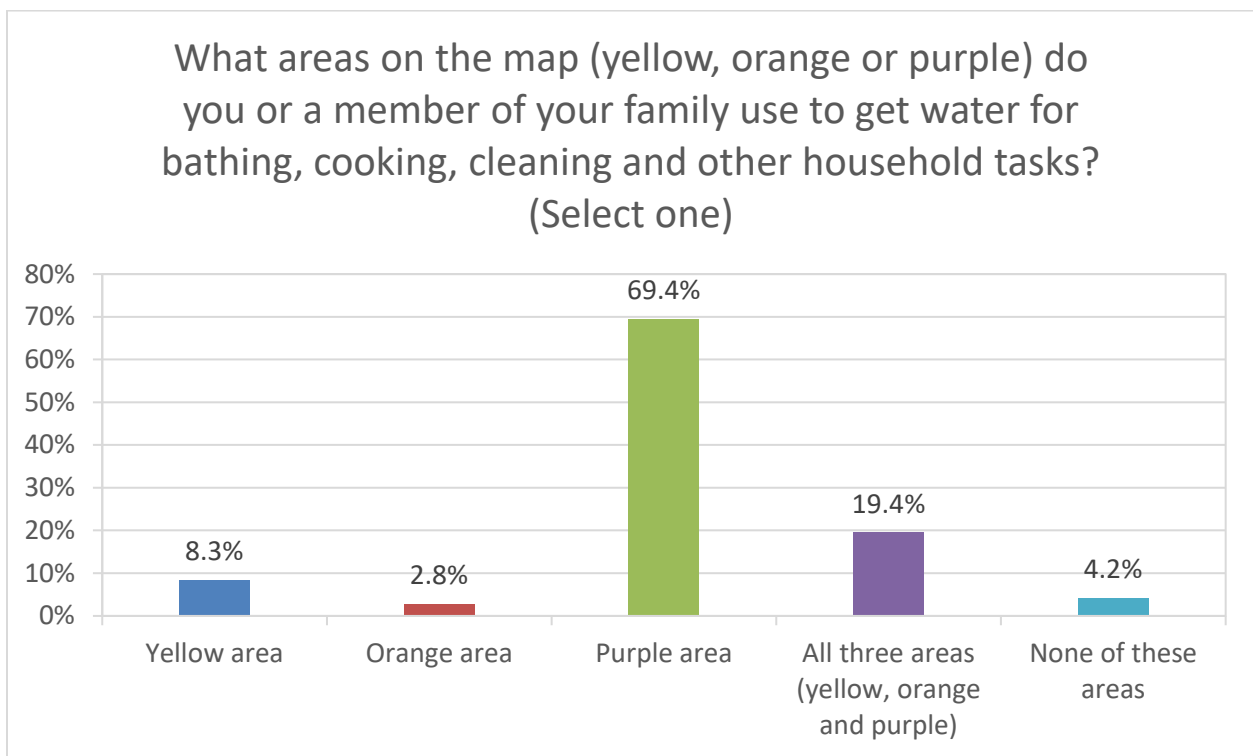 What areas on the map (yellow, orange or purple) do
you or a member of your family use to get water for
bathing, cooking, cleaning and other household tasks?
(Select one)
80%
70%
60%
50%
40%
30%
20%
10%
0%
8.3%
2.8%
69.4%
19.4%
4.2%
Yellow area
Orange area
Purple area
All three areas
(yellow, orange
and purple)
None of these
areas